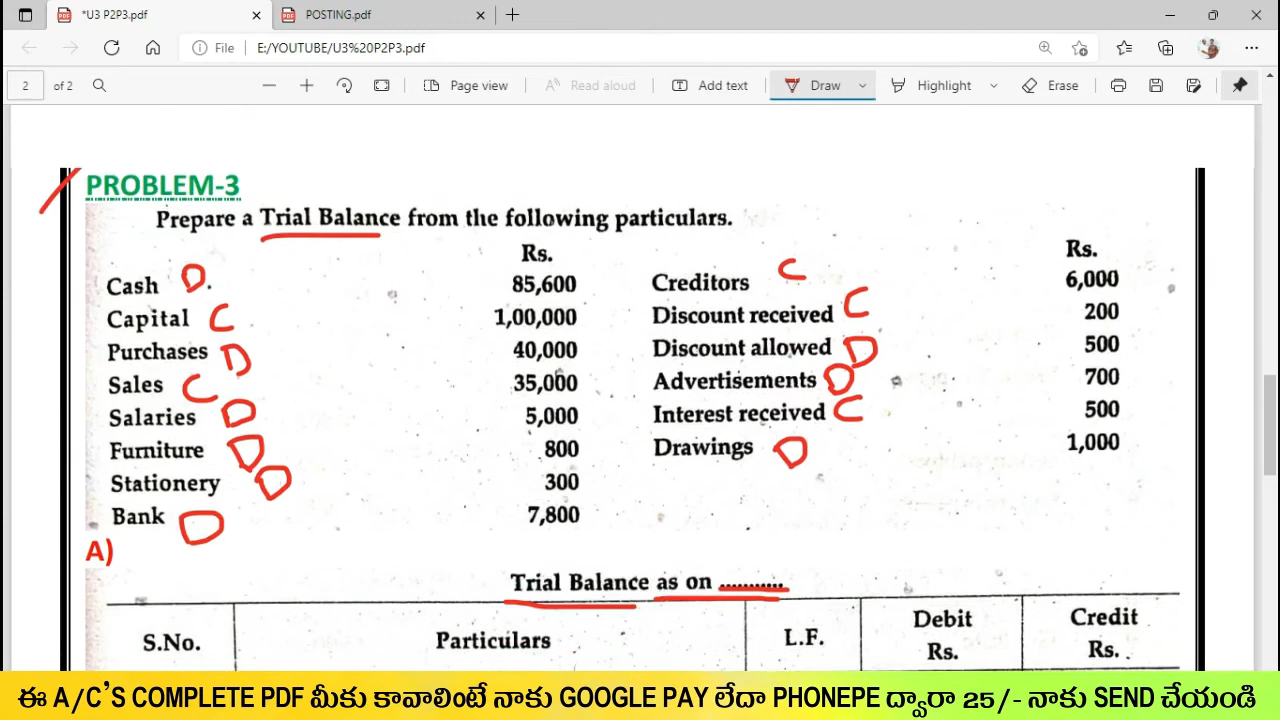 *U3 P2P3.pdf
POSTING.pdf
File E:/YOUTUBE/U3%20P2P3.pdf
2 of 2 Page view Read aloud Add text Draw Highlight Erase
PROBLEM-3
Prepare a Trial Balance from the following particulars.
Rs. Rs.
Cash D. 85,600 Creditors C 6,000
Capital C 1,00,000 Discount received C 200
Purchases D 40,000 Discount allowed D 500
Sales C 35,000 Advertisements D 700
Salaries D 5,000 Interest received C 500
Furniture D 800 Drawings D 1,000
Stationery D 300
Bank D 7,800
A)
Trial Balance as on ...........
S.No. Particulars L.F. Debit Rs. Credit Rs.
ఈ A/C'S COMPLETE PDF మీకు కావాలింటే నాకు GOOGLE PAY లేదా PHONEPE ద్వారా 25/- నాకు SEND చేయండి